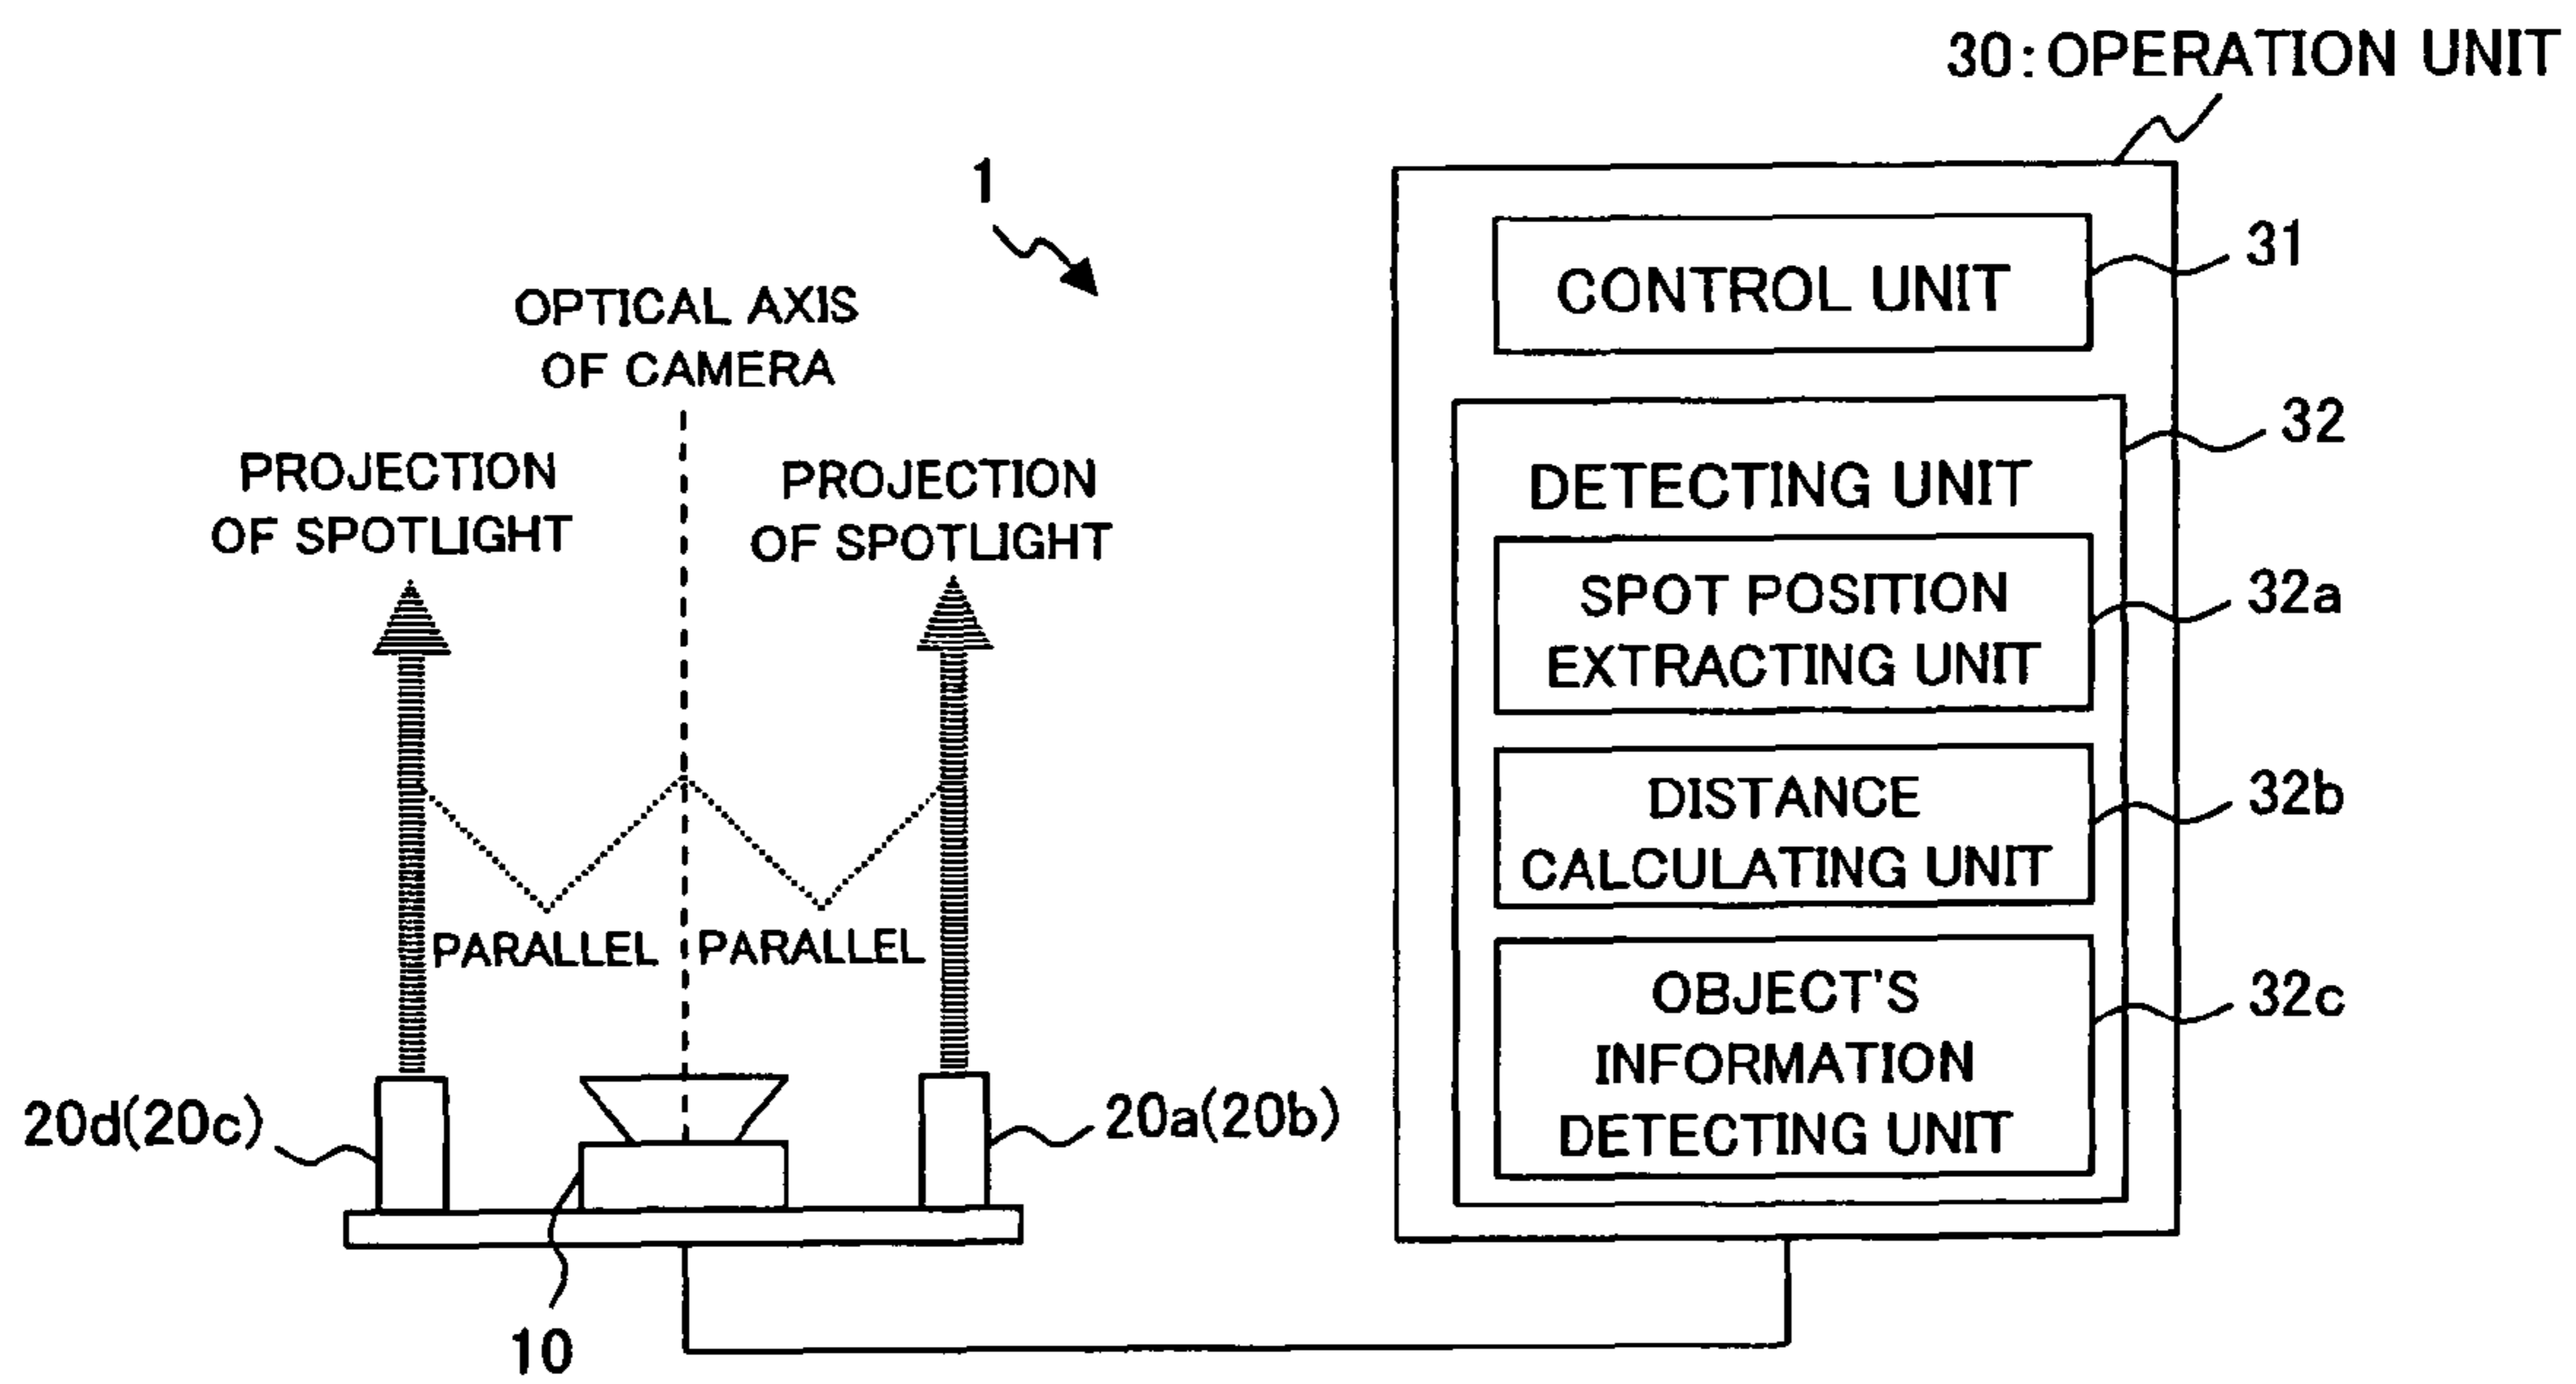 30:OPERATION UNIT
1
CONTROL UNIT
31
OPTICAL AXIS
OF CAMERA
32
PROJECTION
OF SPOTLIGHT
PROJECTION
OF SPOTLIGHT
DETECTING UNIT
SPOT POSITION
EXTRACTING UNIT
32a
DISTANCE
CALCULATING UNIT
32b
PARALLEL
PARALLEL
OBJECT'S
INFORMATION
DETECTING UNIT
32c
20d(20c)
20a(20b)
10